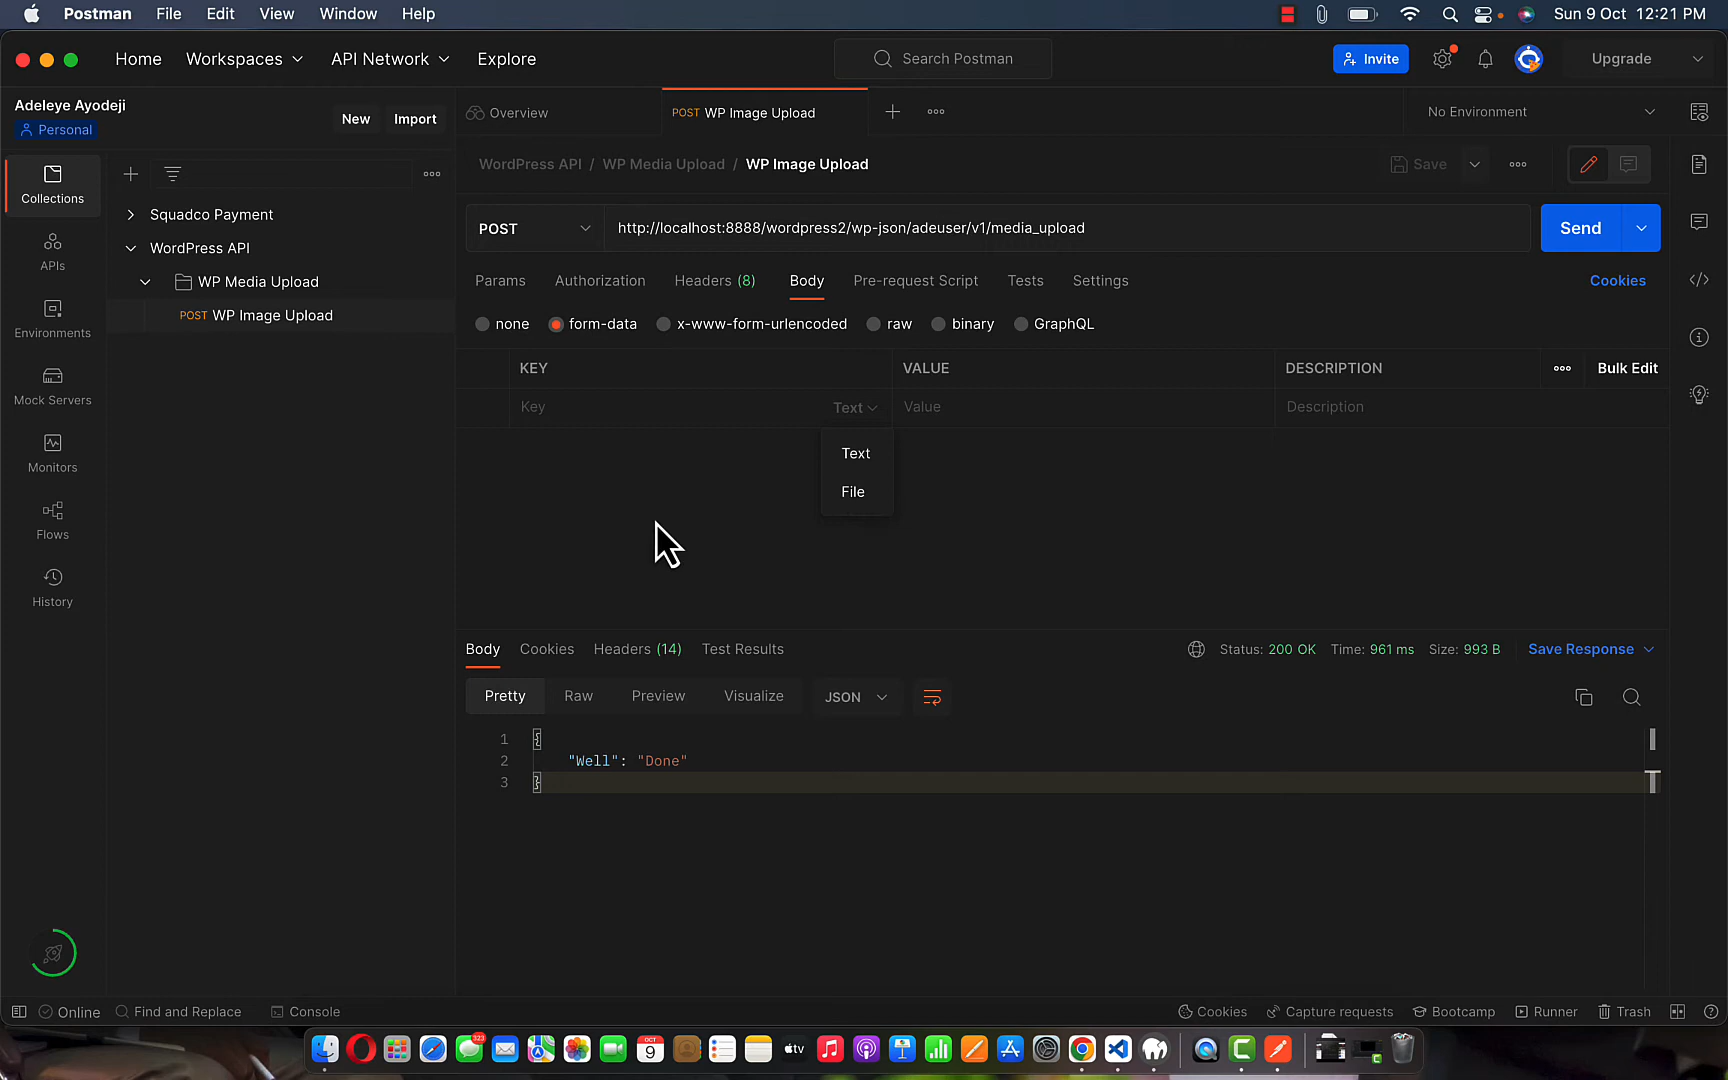 Postman File Edit View Window Help Sun 9 Oct 12:21 PM
Home Workspaces API Network Explore Search Postman Invite Upgrade
Adeleye Ayodeji
Personal
New Import
Overview POST WP Image Upload No Environment
WordPress API / WP Media Upload / WP Image Upload Save
Collections
APIs
Environments
Mock Servers
Monitors
Flows
History
Squadco Payment
WordPress API
WP Media Upload
POST WP Image Upload
POST http://localhost:8888/wordpress2/wp-json/adeuser/v1/media_upload Send
Params Authorization Headers (8) Body Pre-request Script Tests Settings Cookies
none form-data x-www-form-urlencoded raw binary GraphQL
KEY VALUE DESCRIPTION Bulk Edit
Key Text Value Description
Text
File
Body Cookies Headers (14) Test Results Status: 200 OK Time: 961 ms Size: 993 B Save Response
Pretty Raw Preview Visualize JSON
1 {
2 "Well": "Done"
3 }
Online Find and Replace Console Cookies Capture requests Bootcamp Runner Trash
323
OCT
9
tv